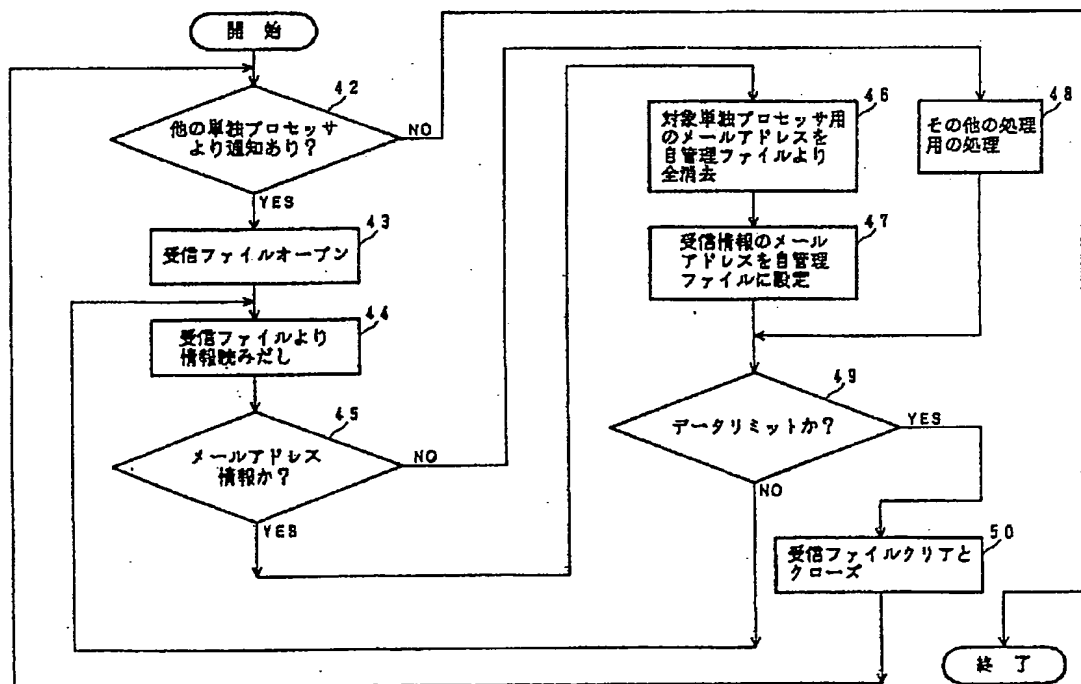 開始
42
他の単独プロセッサ
より通知あり?
NO
YES
43
受信ファイルオープン
44
受信ファイルより
情報読みだし
45
メールアドレス
情報か?
NO
YES
46
対象単独プロセッサ用
のメールアドレスを
自管理ファイルより
全消去
47
受信情報のメール
アドレスを自管理
ファイルに設定
48
その他の処理
用の処理
49
データリミットか?
YES
NO
50
受信ファイルクリアと
クローズ
終了